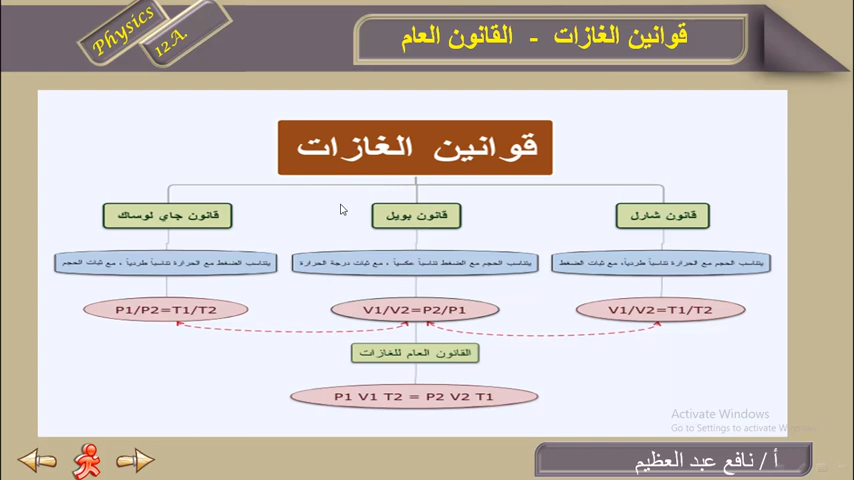 Physics
12A.
قوانين الغازات - القانون العام
قوانين الغازات
قانون شارل
قانون بويل
قانون جاي لوساك
يتناسب الحجم مع الحرارة تناسباً طردياً، مع ثبات الضغط
يتناسب الحجم مع الضغط تناسباً عكسياً ، مع ثبات درجة الحرارة
يتناسب الضغط مع الحرارة تناسباً طردياً ، مع ثبات الحجم
V1/V2=T1/T2
V1/V2=P2/P1
P1/P2=T1/T2
القانون العام للغازات
P1 V1 T2 = P2 V2 T1
Activate Windows
Go to Settings to activate Windows.
أ / نافع عبد العظيم